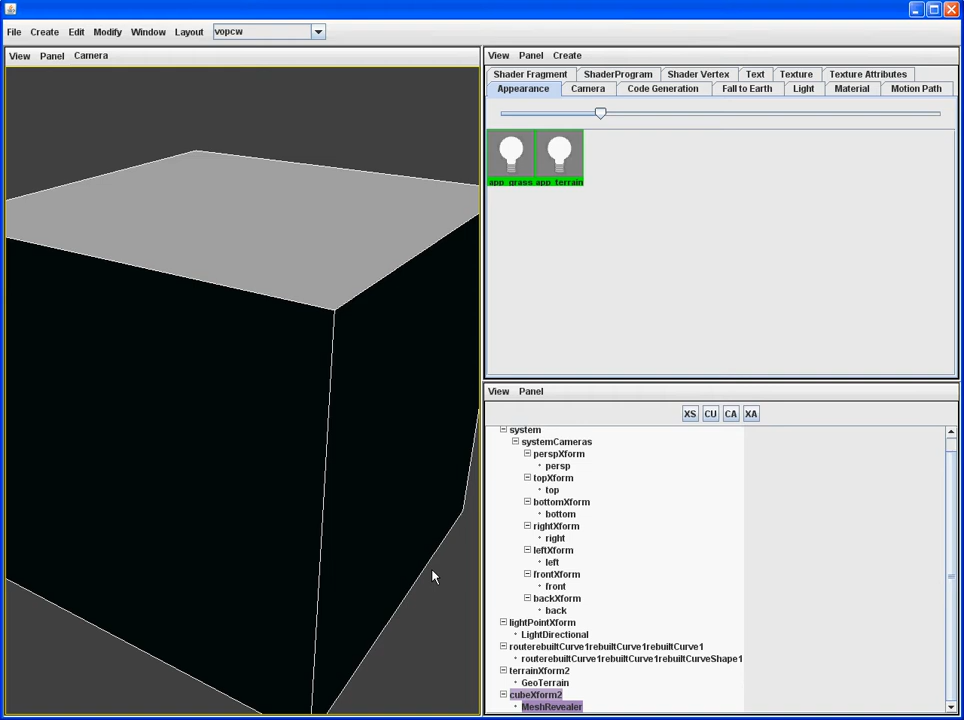 File Create Edit Modify Window Layout vopcw
View Panel Camera
View Panel Create
Shader Fragment ShaderProgram Shader Vertex Text Texture Texture Attributes
Appearance Camera Code Generation Fall to Earth Light Material Motion Path
app_grass app_terrain
View Panel
XS CU CA XA
system
systemCameras
perspXform
persp
topXform
top
bottomXform
bottom
rightXform
right
leftXform
left
frontXform
front
backXform
back
lightPointXform
LightDirectional
routerebuiltCurve1rebuiltCurve1
routerebuiltCurve1rebuiltCurveShape1
terrainXform2
GeoTerrain
cubeXform2
MeshRevealer